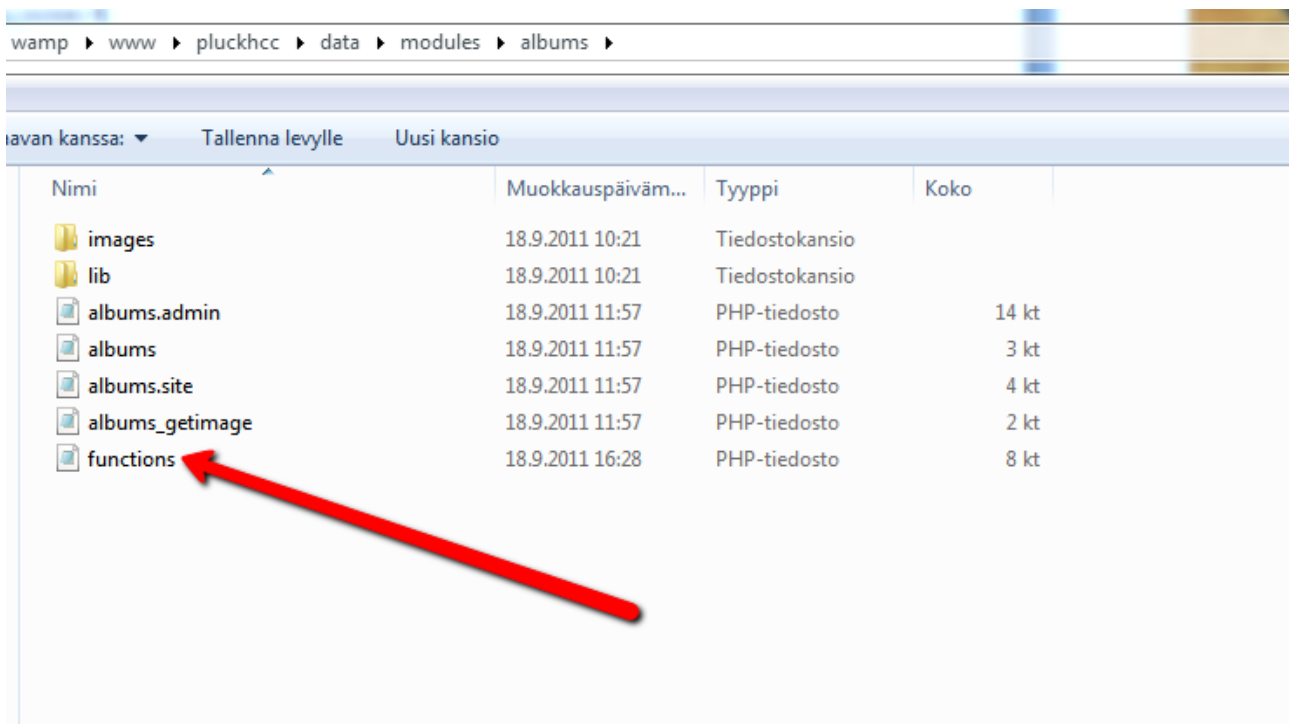 wamp ▸ www ▸ pluckhcc ▸ data ▸ modules ▸ albums ▸
kanssa: Tallenna levylle Uusi kansio
Nimi Muokkauspäiväm... Tyyppi Koko
images 18.9.2011 10:21 Tiedostokansio
lib 18.9.2011 10:21 Tiedostokansio
albums.admin 18.9.2011 11:57 PHP-tiedosto 14 kt
albums 18.9.2011 11:57 PHP-tiedosto 3 kt
albums.site 18.9.2011 11:57 PHP-tiedosto 4 kt
albums_getimage 18.9.2011 11:57 PHP-tiedosto 2 kt
functions 18.9.2011 16:28 PHP-tiedosto 8 kt